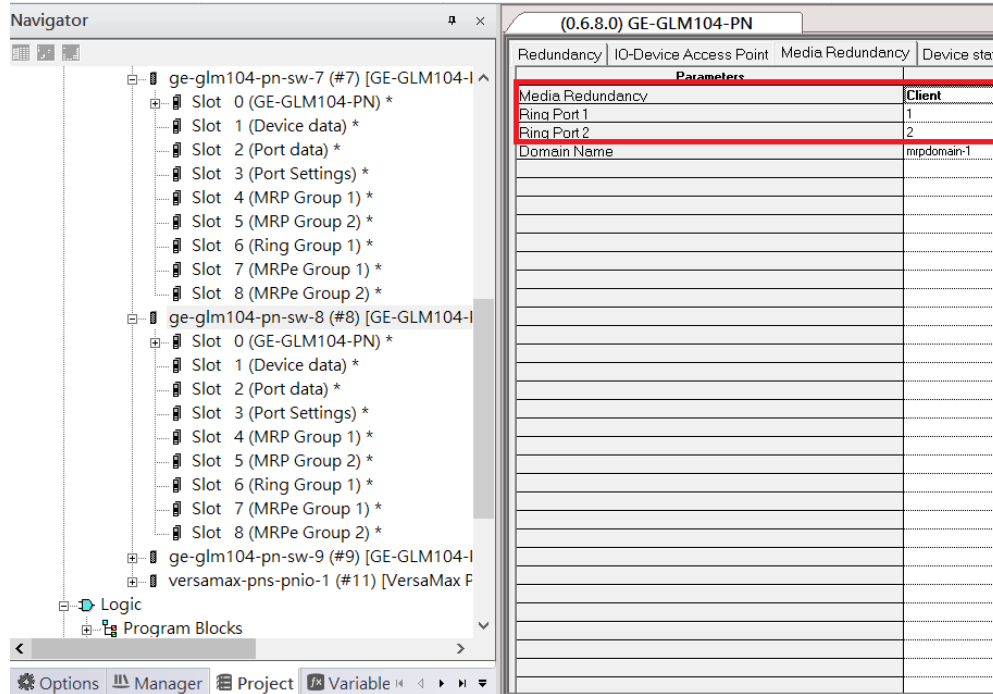 Navigator
ge-glm104-pn-sw-7 (#7) [GE-GLM104-I
Slot 0 (GE-GLM104-PN) *
Slot 1 (Device data) *
Slot 2 (Port data) *
Slot 3 (Port Settings) *
Slot 4 (MRP Group 1) *
Slot 5 (MRP Group 2) *
Slot 6 (Ring Group 1) *
Slot 7 (MRPe Group 1) *
Slot 8 (MRPe Group 2) *
ge-glm104-pn-sw-8 (#8) [GE-GLM104-I
Slot 0 (GE-GLM104-PN) *
Slot 1 (Device data) *
Slot 2 (Port data) *
Slot 3 (Port Settings) *
Slot 4 (MRP Group 1) *
Slot 5 (MRP Group 2) *
Slot 6 (Ring Group 1) *
Slot 7 (MRPe Group 1) *
Slot 8 (MRPe Group 2) *
ge-glm104-pn-sw-9 (#9) [GE-GLM104-I
versamax-pns-pnio-1 (#11) [VersaMax P
Logic
Program Blocks
Options Manager Project Variable
(0.6.8.0) GE-GLM104-PN
Redundancy IO-Device Access Point Media Redundancy Device sta
Parameters
Media Redundancy Client
Ring Port 1 1
Ring Port 2 2
Domain Name mrpdomain-1